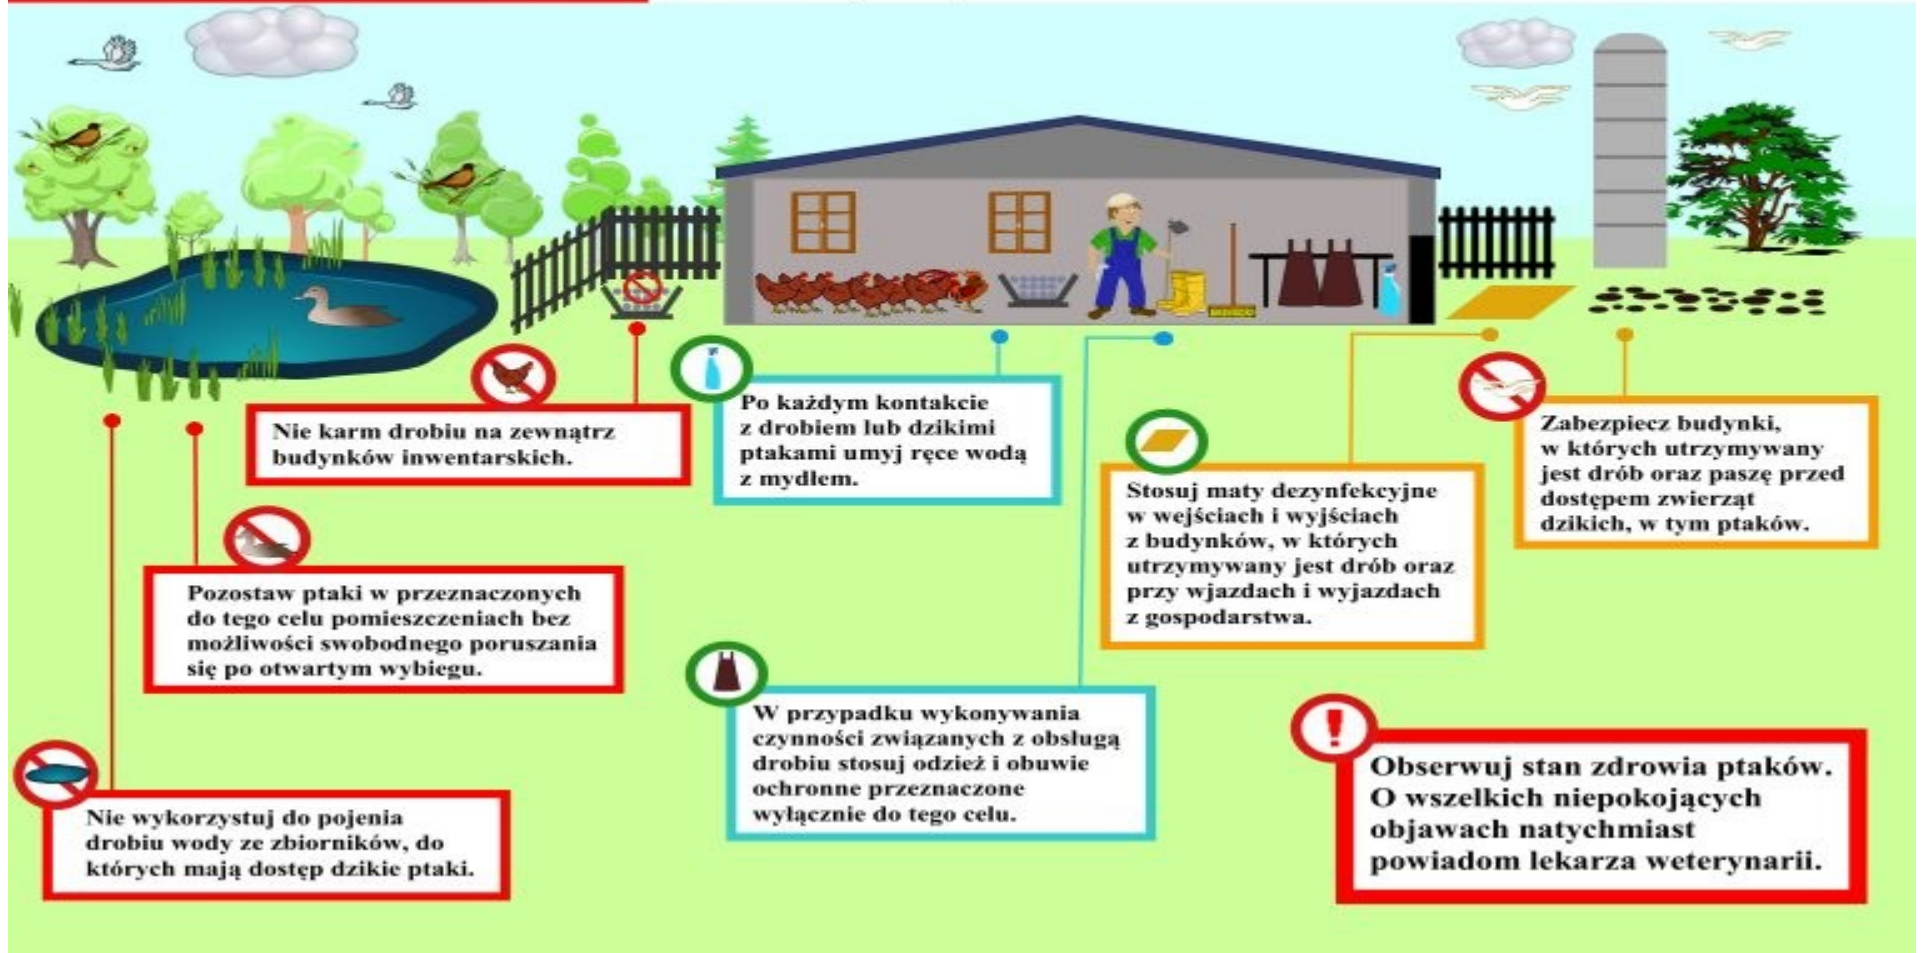 Nie karm drobiu na zewnątrz
budynków inwentarskich.
Po każdym kontakcie
z drobiem lub dzikimi
ptakami umyj ręce wodą
z mydłem.
Zabezpiecz budynki,
w których utrzymywany
jest drób oraz paszę przed
dostępem zwierząt
dzikich, w tym ptaków.
Stosuj maty dezynfekcyjne
w wejściach i wyjściach
z budynków, w których
utrzymywany jest drób oraz
przy wjazdach i wyjazdach
z gospodarstwa.
Pozostaw ptaki w przeznaczonych
do tego celu pomieszczeniach bez
możliwości swobodnego poruszania
się po otwartym wybiegu.
W przypadku wykonywania
czynności związanych z obsługą
drobiu stosuj odzież i obuwie
ochronne przeznaczone
wyłącznie do tego celu.
Nie wykorzystuj do pojenia
drobiu wody ze zbiorników, do
których mają dostęp dzikie ptaki.
!
Obserwuj stan zdrowia ptaków.
O wszelkich niepokojących
objawach natychmiast
powiadom lekarza weterynarii.